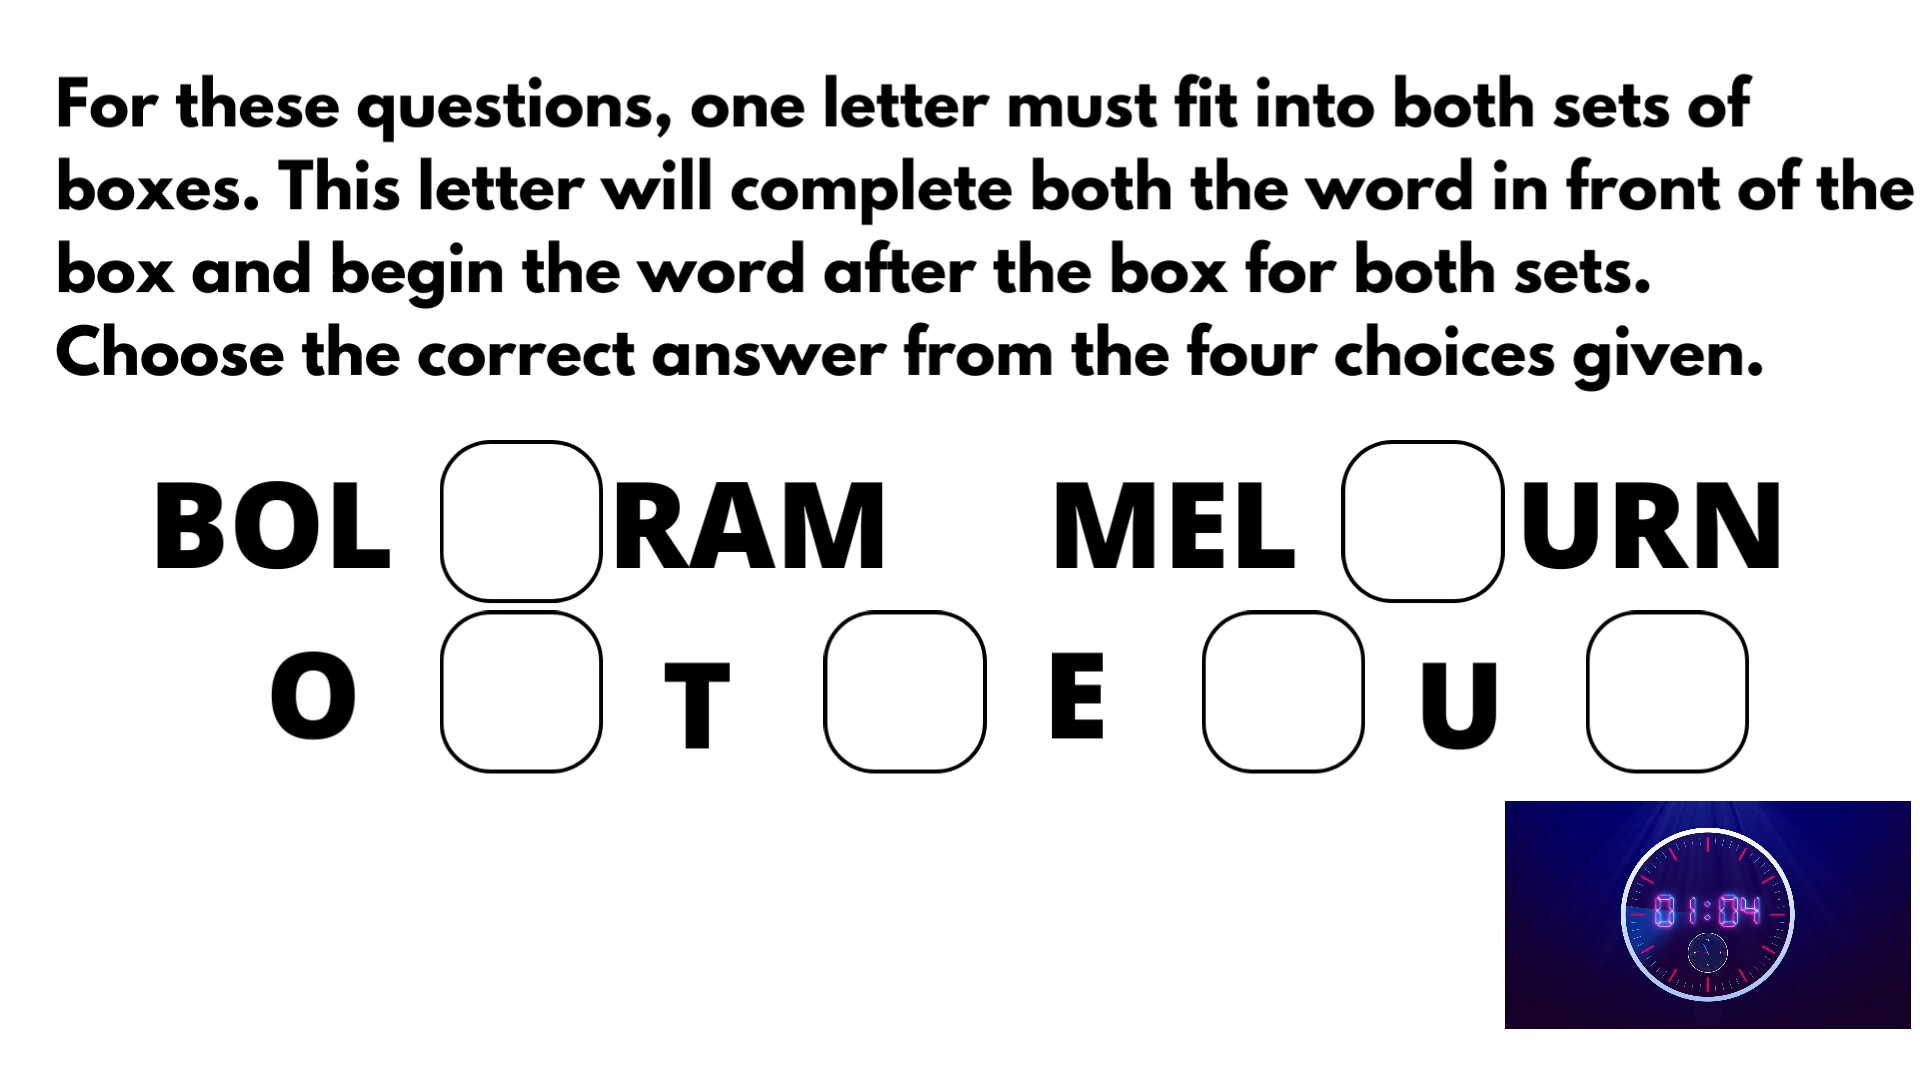 For these questions, one letter must fit into both sets of
boxes. This letter will complete both the word in front of the
box and begin the word after the box for both sets.
Choose the correct answer from the four choices given.
BOL RAM MEL URN
O T E U
01:04